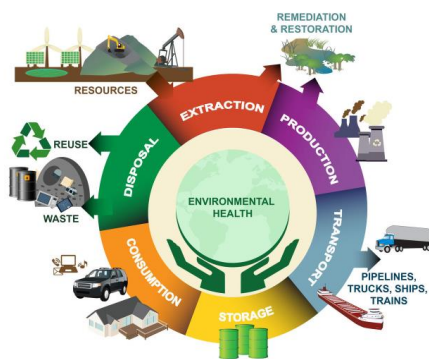 REMEDIATION
& RESTORATION
RESOURCES
EXTRACTION
PRODUCTION
REUSE
DISPOSAL
WASTE
ENVIRONMENTAL
HEALTH
TRANSPORT
PIPELINES,
TRUCKS, SHIPS,
TRAINS
CONSUMPTION
STORAGE